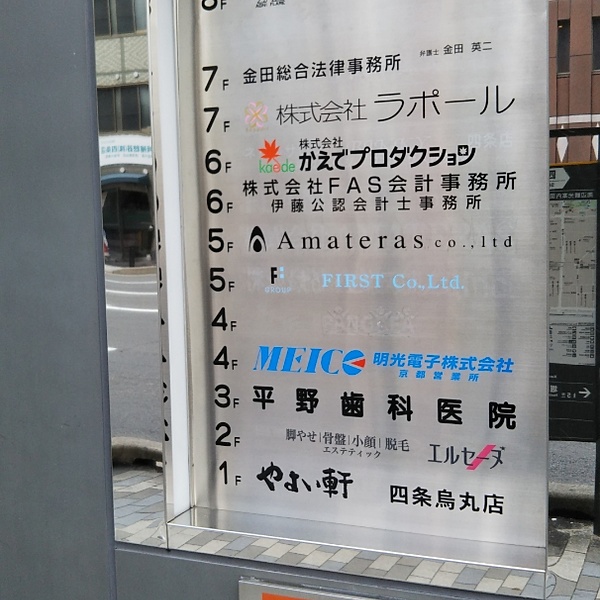 8F
7F 金田総合法律事務所 弁護士 金田 英二
7F 株式会社 ラポール
6F kaede 株式会社 かえでプロダクション
6F 株式会社FAS会計事務所
伊藤公認会計士事務所
5F Amateras co.,ltd
5F F: GROUP FIRST Co.,Ltd.
4F
4F MEICO 明光電子株式会社
京都営業所
3F 平野歯科医院
2F 脚やせ|骨盤|小顔|脱毛 エルセーヌ
エステティック
1F やよい軒 四条烏丸店